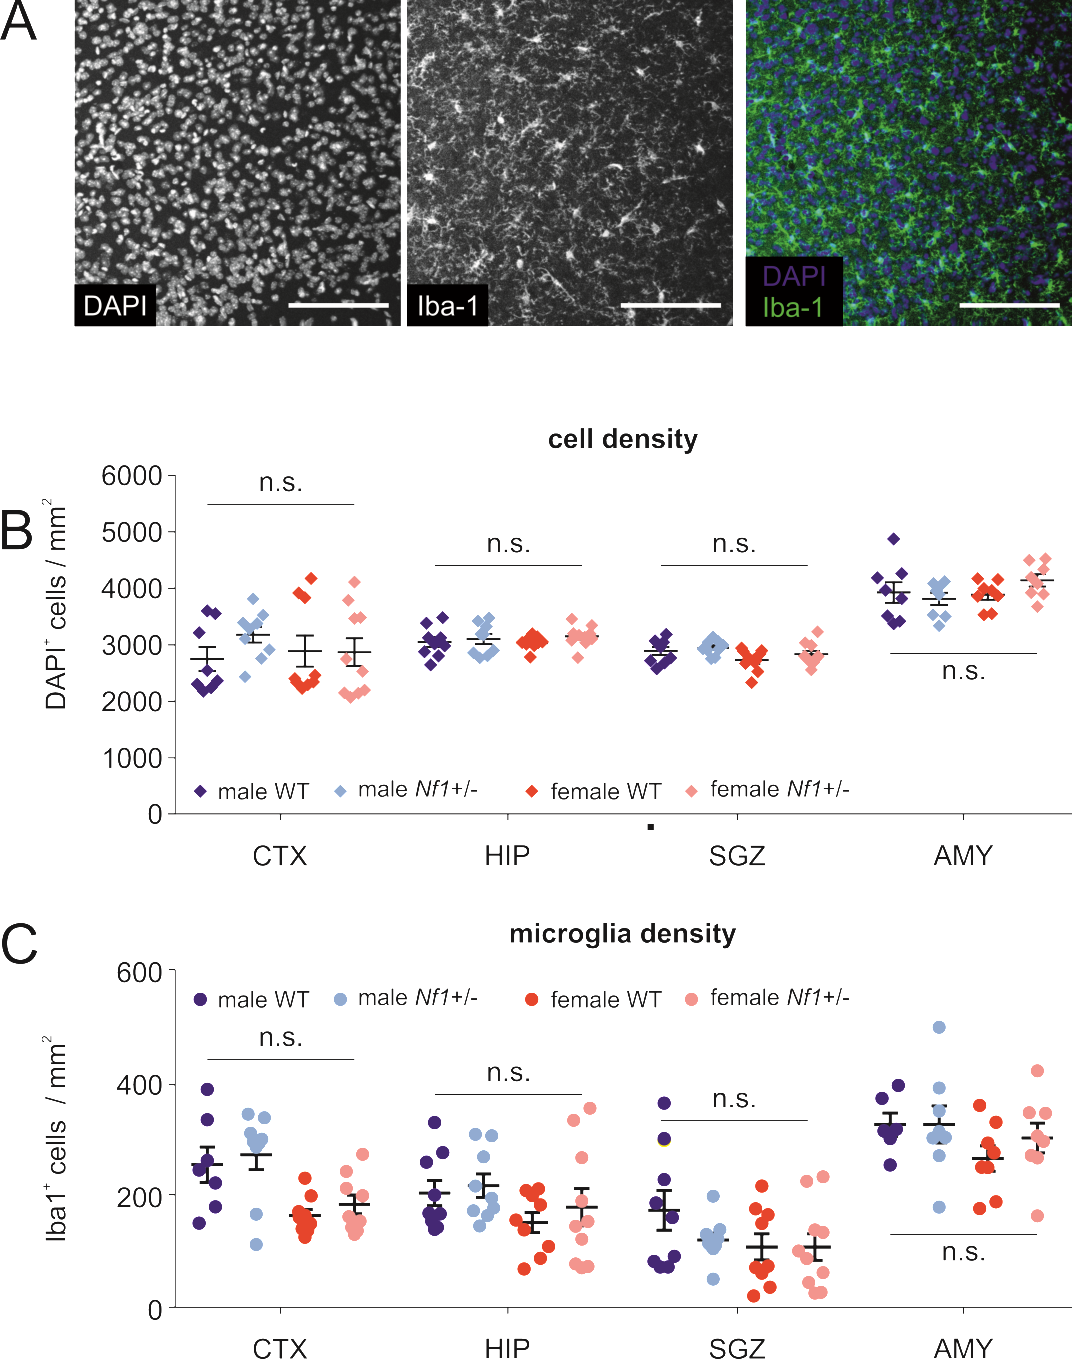 A
DAPI
Iba-1
DAPI
Iba-1
cell density
B
DAPI+ cells / mm2
6000
5000
4000
3000
2000
1000
0
n.s.
n.s.
n.s.
n.s.
male WT
male Nf1+/-
female WT
female Nf1+/-
CTX
HIP
SGZ
AMY
C
microglia density
Iba1+ cells / mm2
600
400
200
0
male WT
male Nf1+/-
female WT
female Nf1+/-
n.s.
n.s.
n.s.
n.s.
CTX
HIP
SGZ
AMY